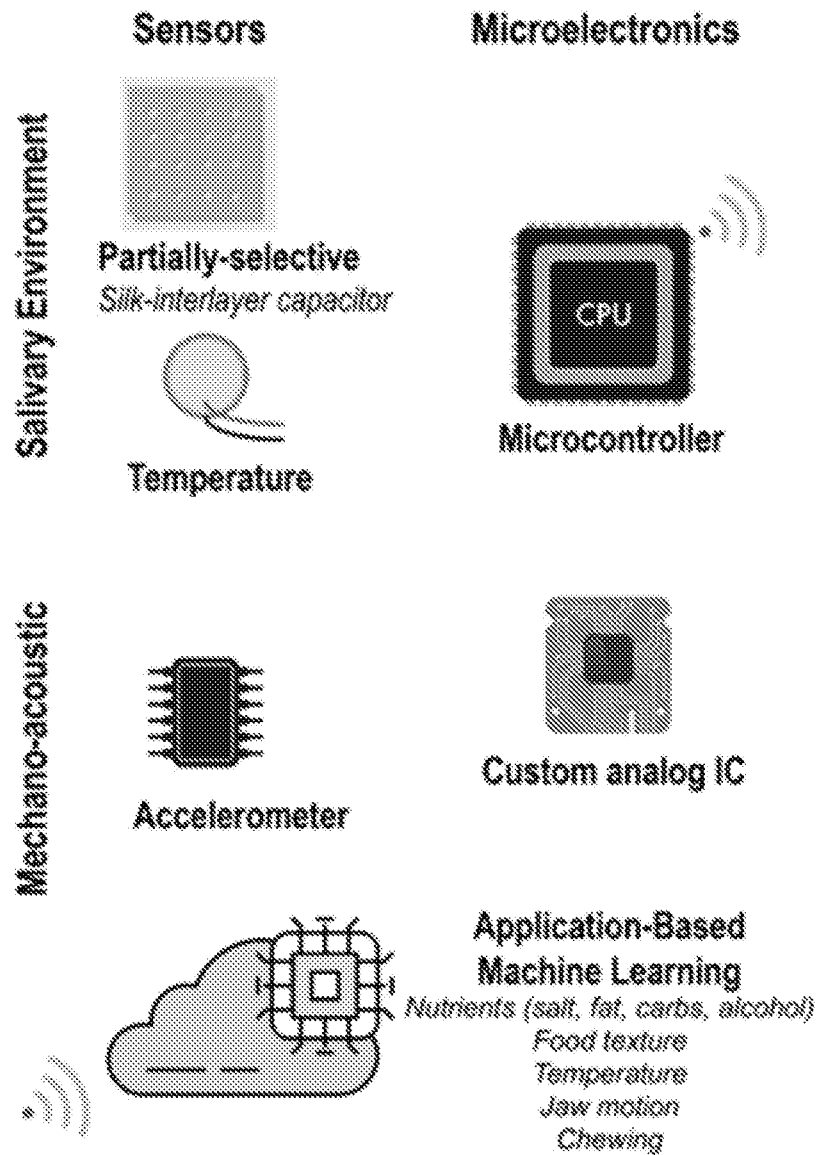 Sensors
Microelectronics
Salivary Environment
Partially-selective
Silk-interlayer capacitor
CPU
Microcontroller
Temperature
Mechano-acoustic
Accelerometer
Custom analog IC
Application-Based
Machine Learning
Nutrients (salt, fat, carbs, alcohol)
Food texture
Temperature
Jaw motion
Chewing